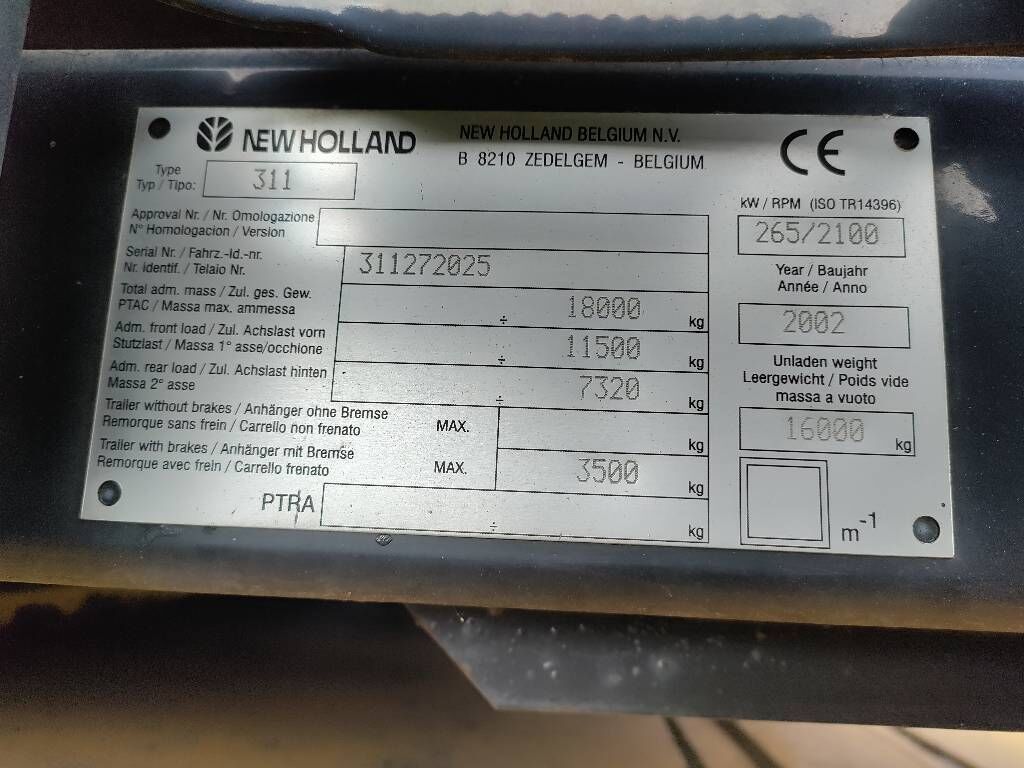 NEW HOLLAND
NEW HOLLAND BELGIUM N.V.
B 8210 ZEDELGEM - BELGIUM
CE
Type
Typ / Tipo:
311
Approval Nr. / Nr. Omologazione
N° Homologacion / Version
Serial Nr. / Fahrz.-Id.-nr.
Nr. identif. / Telaio Nr.
311272025
Total adm. mass / Zul. ges. Gew.
PTAC / Massa max. ammessa
÷ 18000 kg
Adm. front load / Zul. Achslast vorn
Stutzlast / Massa 1° asse/occhione
÷ 11500 kg
Adm. rear load / Zul. Achslast hinten
Massa 2° asse
÷ 7320 kg
Trailer without brakes / Anhänger ohne Bremse
Remorque sans frein / Carrello non frenato
MAX.
kg
Trailer with brakes / Anhänger mit Bremse
Remorque avec frein / Carrello frenato
MAX.
3500 kg
PTRA
÷ kg
kW / RPM (ISO TR14396)
265/2100
Year / Baujahr
Année / Anno
2002
Unladen weight
Leergewicht / Poids vide
massa a vuoto
16000 kg
m-1